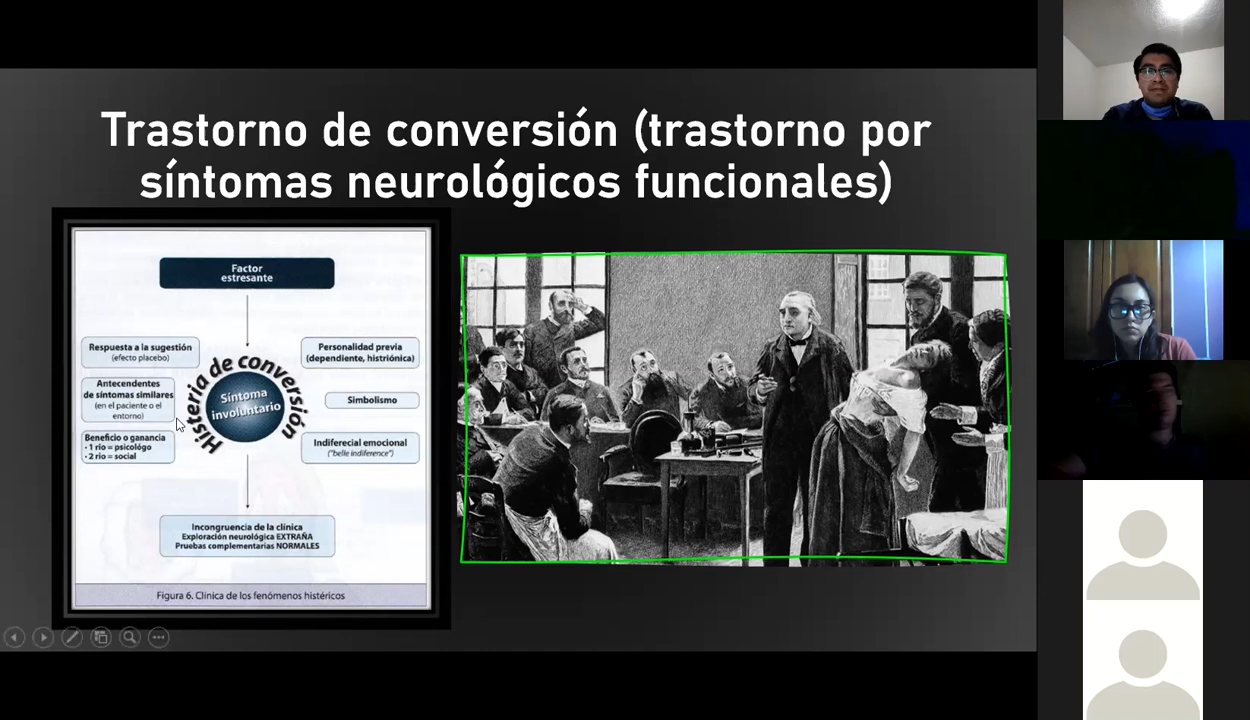 Trastorno de conversión (trastorno por
síntomas neurológicos funcionales)
Factor
estresante
Respuesta a la sugestión
(efecto placebo)
Antecendentes
de síntomas similares
(en el paciente o el
entorno)
Beneficio o ganancia
- 1 rio = psicológo
- 2 rio = social
Histeria de conversión
Síntoma
involuntario
Personalidad previa
(dependiente, histriónica)
Simbolismo
Indiferecial emocional
("belle indiference")
Incongruencia de la clínica
Exploración neurológica EXTRAÑA
Pruebas complementarias NORMALES
Figura 6. Clínica de los fenómenos histéricos